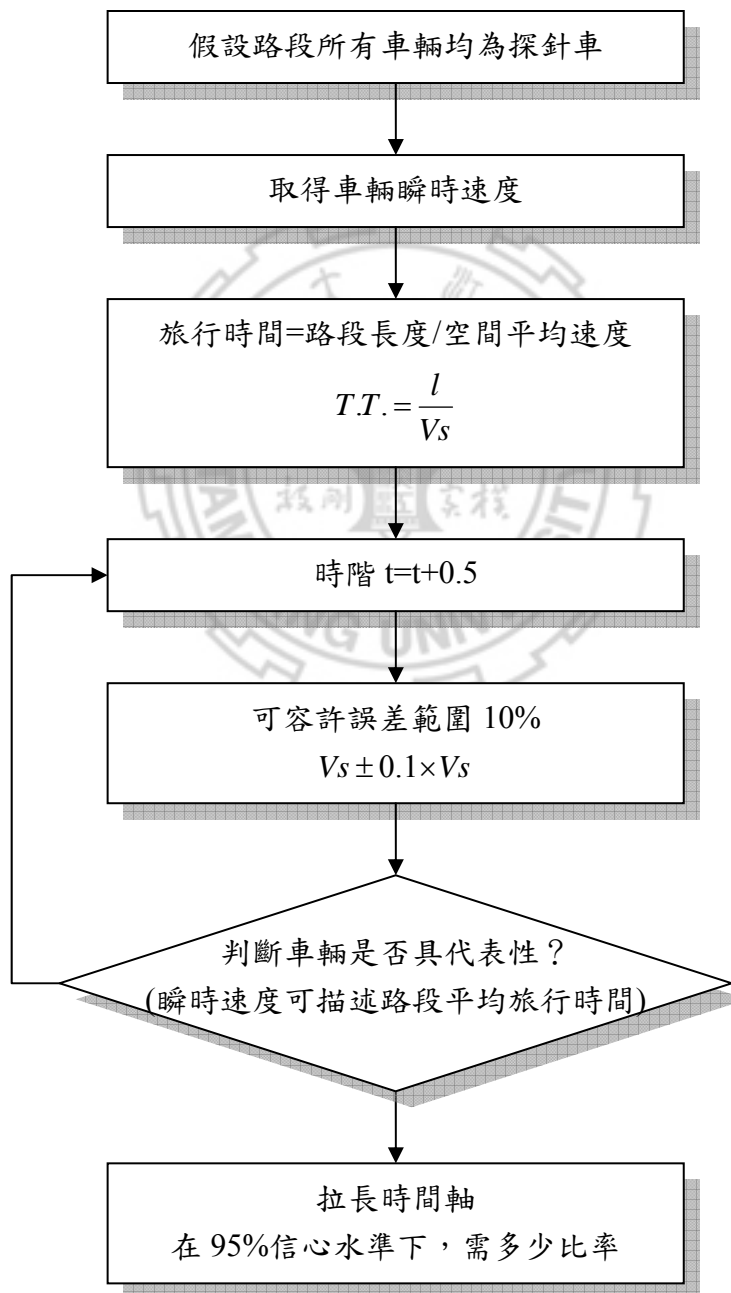 假設路段所有車輛均為探針車
取得車輛瞬時速度
旅行時間=路段長度/空間平均速度
T.T. = l / Vs
時階 t=t+0.5
可容許誤差範圍 10%
Vs ± 0.1 × Vs
判斷車輛是否具代表性？
(瞬時速度可描述路段平均旅行時間)
拉長時間軸
在 95%信心水準下，需多少比率